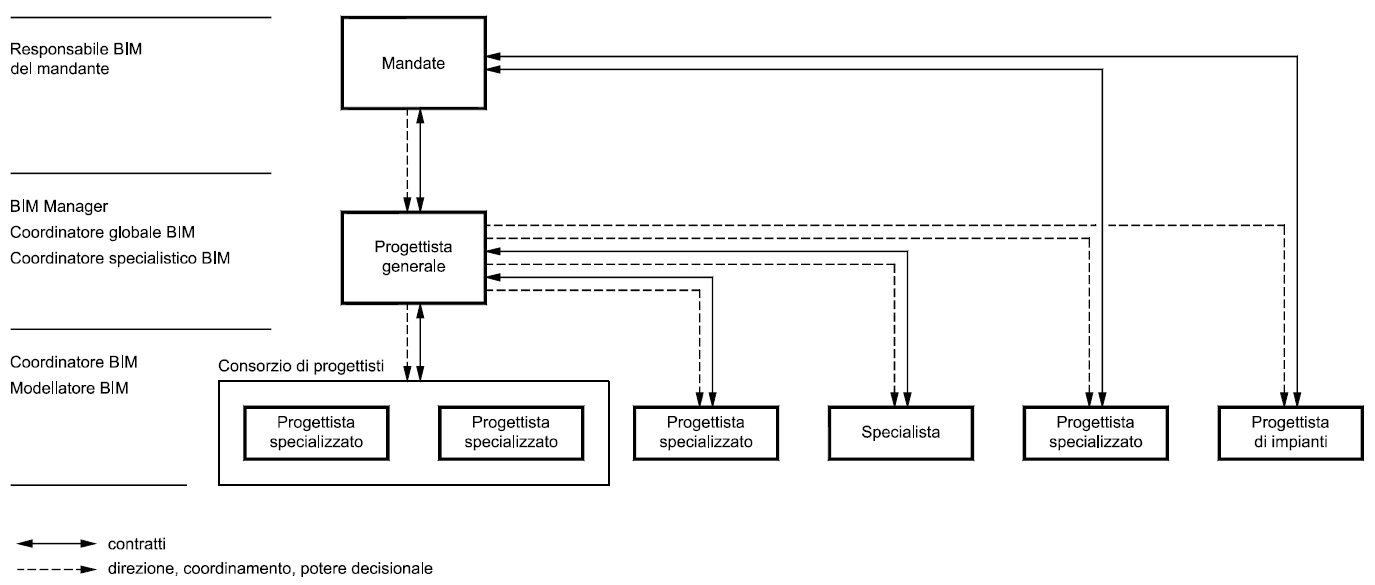 Responsabile BIM
del mandante
Mandate
BIM Manager
Coordinatore globale BIM
Coordinatore specialistico BIM
Progettista
generale
Coordinatore BIM
Modellatore BIM
Consorzio di progettisti
Progettista
specializzato
Progettista
specializzato
Progettista
specializzato
Specialista
Progettista
specializzato
Progettista
di impianti
contratti
direzione, coordinamento, potere decisionale